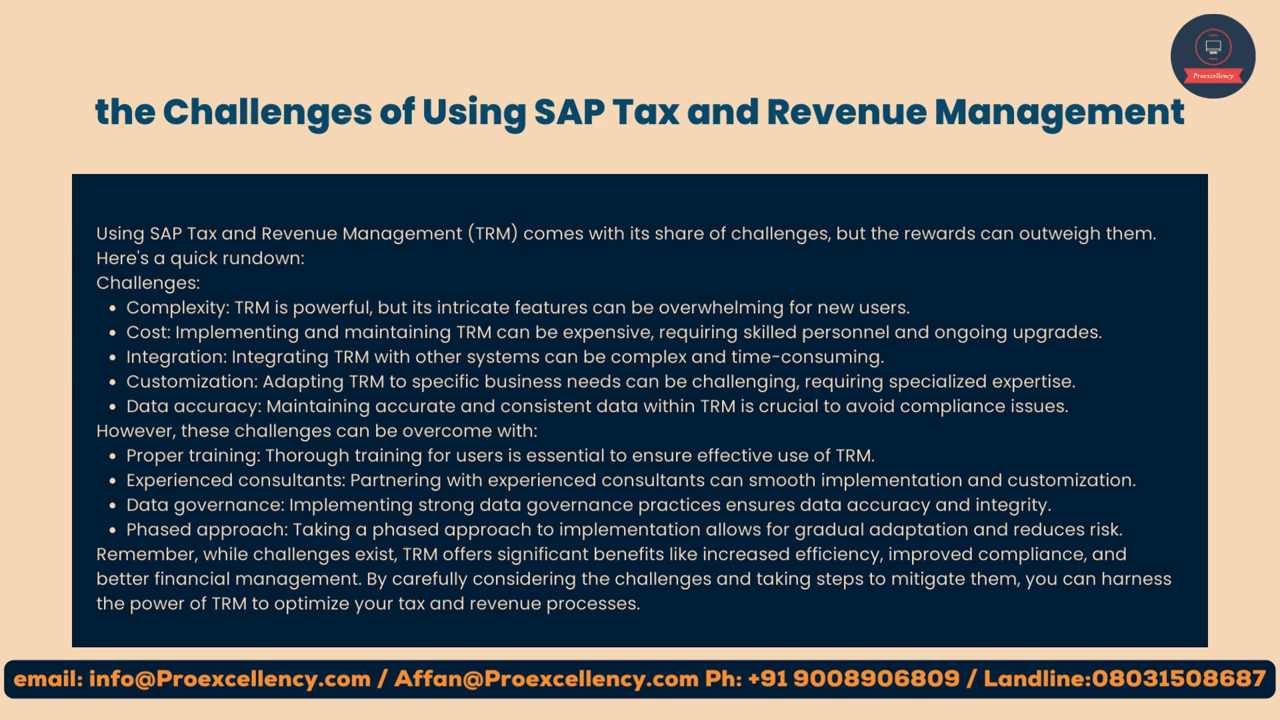 Proexcellency
the Challenges of Using SAP Tax and Revenue Management
Using SAP Tax and Revenue Management (TRM) comes with its share of challenges, but the rewards can outweigh them.
Here's a quick rundown:
Challenges:
• Complexity: TRM is powerful, but its intricate features can be overwhelming for new users.
• Cost: Implementing and maintaining TRM can be expensive, requiring skilled personnel and ongoing upgrades.
• Integration: Integrating TRM with other systems can be complex and time-consuming.
• Customization: Adapting TRM to specific business needs can be challenging, requiring specialized expertise.
• Data accuracy: Maintaining accurate and consistent data within TRM is crucial to avoid compliance issues.
However, these challenges can be overcome with:
• Proper training: Thorough training for users is essential to ensure effective use of TRM.
• Experienced consultants: Partnering with experienced consultants can smooth implementation and customization.
• Data governance: Implementing strong data governance practices ensures data accuracy and integrity.
• Phased approach: Taking a phased approach to implementation allows for gradual adaptation and reduces risk.
Remember, while challenges exist, TRM offers significant benefits like increased efficiency, improved compliance, and
better financial management. By carefully considering the challenges and taking steps to mitigate them, you can harness
the power of TRM to optimize your tax and revenue processes.
email: info@Proexcellency.com / Affan@Proexcellency.com Ph: +91 9008906809 / Landline:08031508687